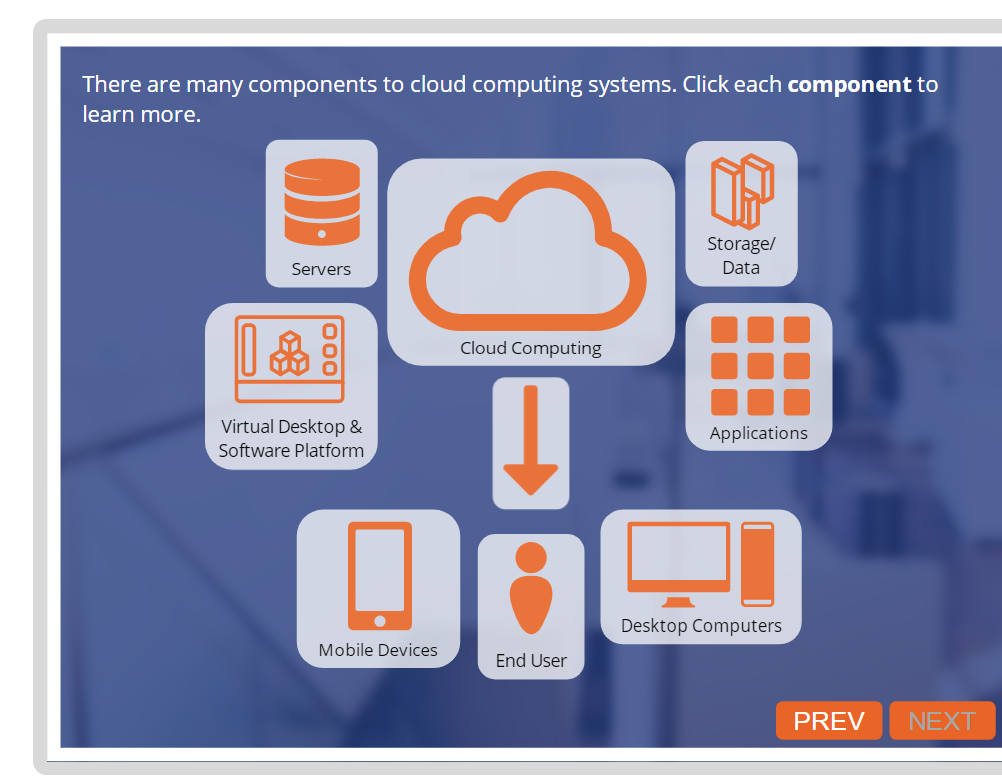 There are many components to cloud computing systems. Click each component to
learn more.
Servers
Cloud Computing
Storage/
Data
Virtual Desktop &
Software Platform
Applications
Mobile Devices
End User
Desktop Computers
PREV
NEXT